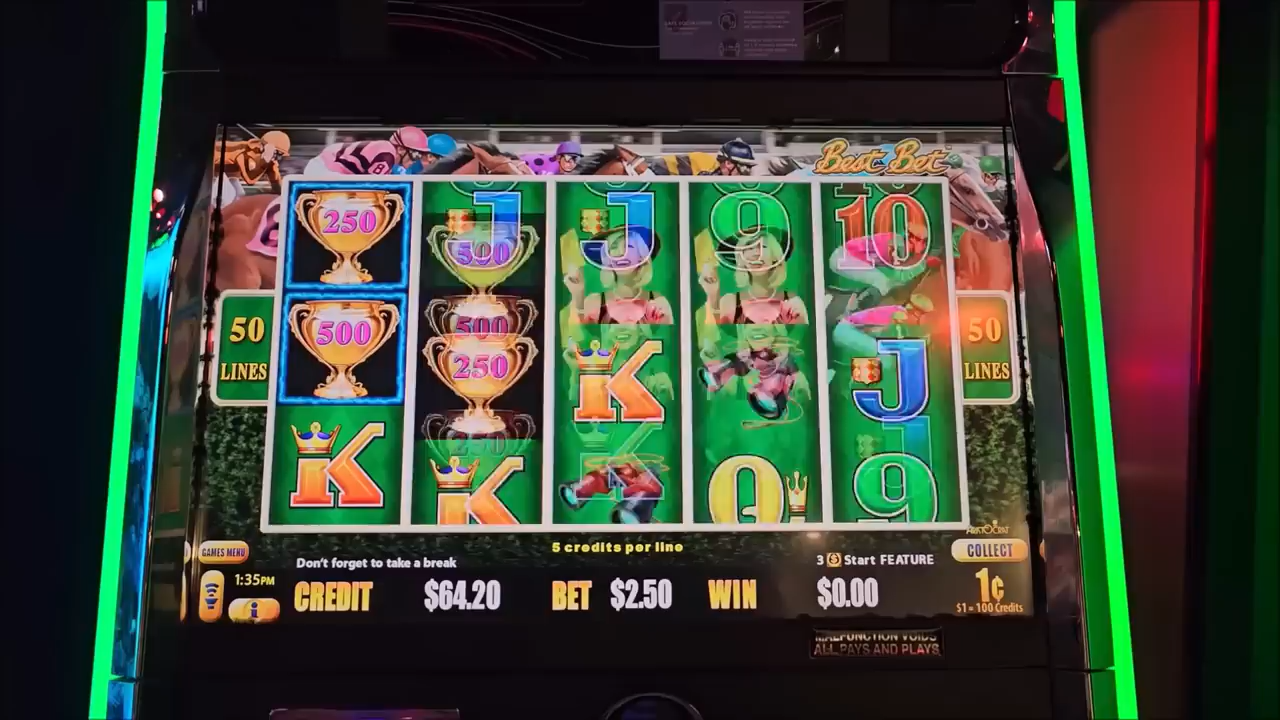 Best Bet
250
J
J
9
10
500
500
500
250
50
LINES
50
LINES
K
J
250
K
K
K
Q
9
ARISTOCRAT
GAMES MENU
Don't forget to take a break
5 credits per line
3 Start FEATURE
COLLECT
1:35PM
CREDIT $64.20 BET $2.50 WIN $0.00
1¢
$1 = 100 Credits
MALFUNCTION VOIDS
ALL PAYS AND PLAYS